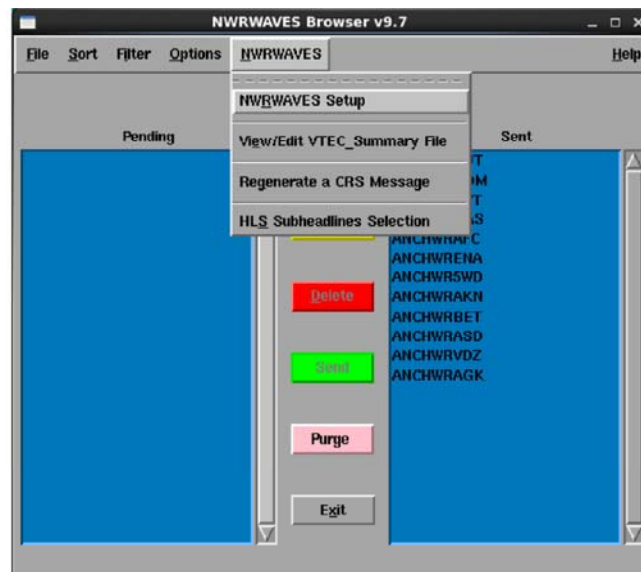 NWRWAVES Browser v9.7
File Sort Filter Options NWRWAVES Help
NWRWAVES Setup
View/Edit VTEC_Summary File
Regenerate a CRS Message
HLS Subheadlines Selection
Pending
Sent
ANCHWRAFC
ANCHWRENA
ANCHWR5WD
ANCHWRAKN
ANCHWRBET
ANCHWRASD
ANCHWRVDZ
ANCHWRAGK
Delete
Send
Purge
Exit